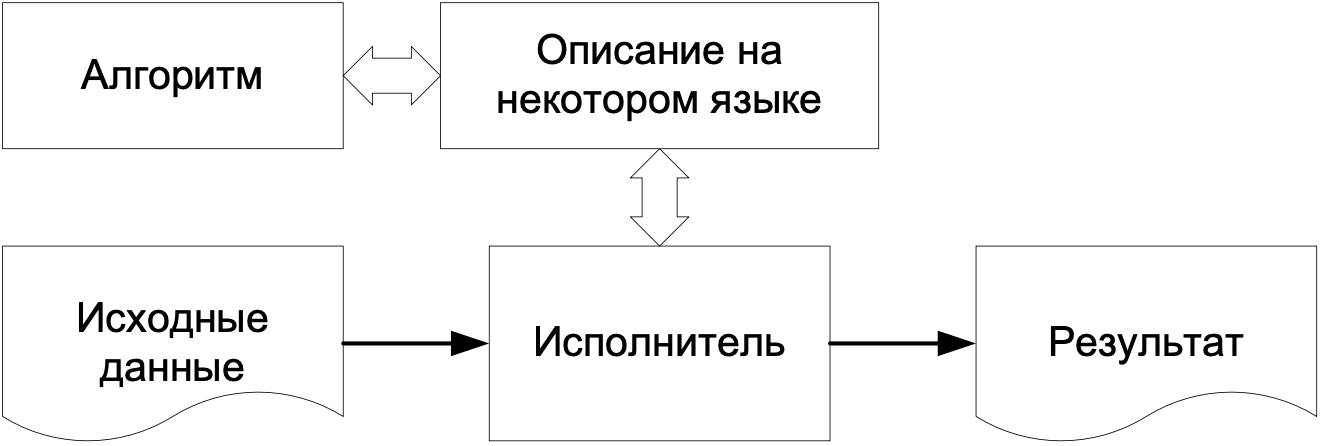 Алгоритм
Описание на
некотором языке
Исходные
данные
Исполнитель
Результат